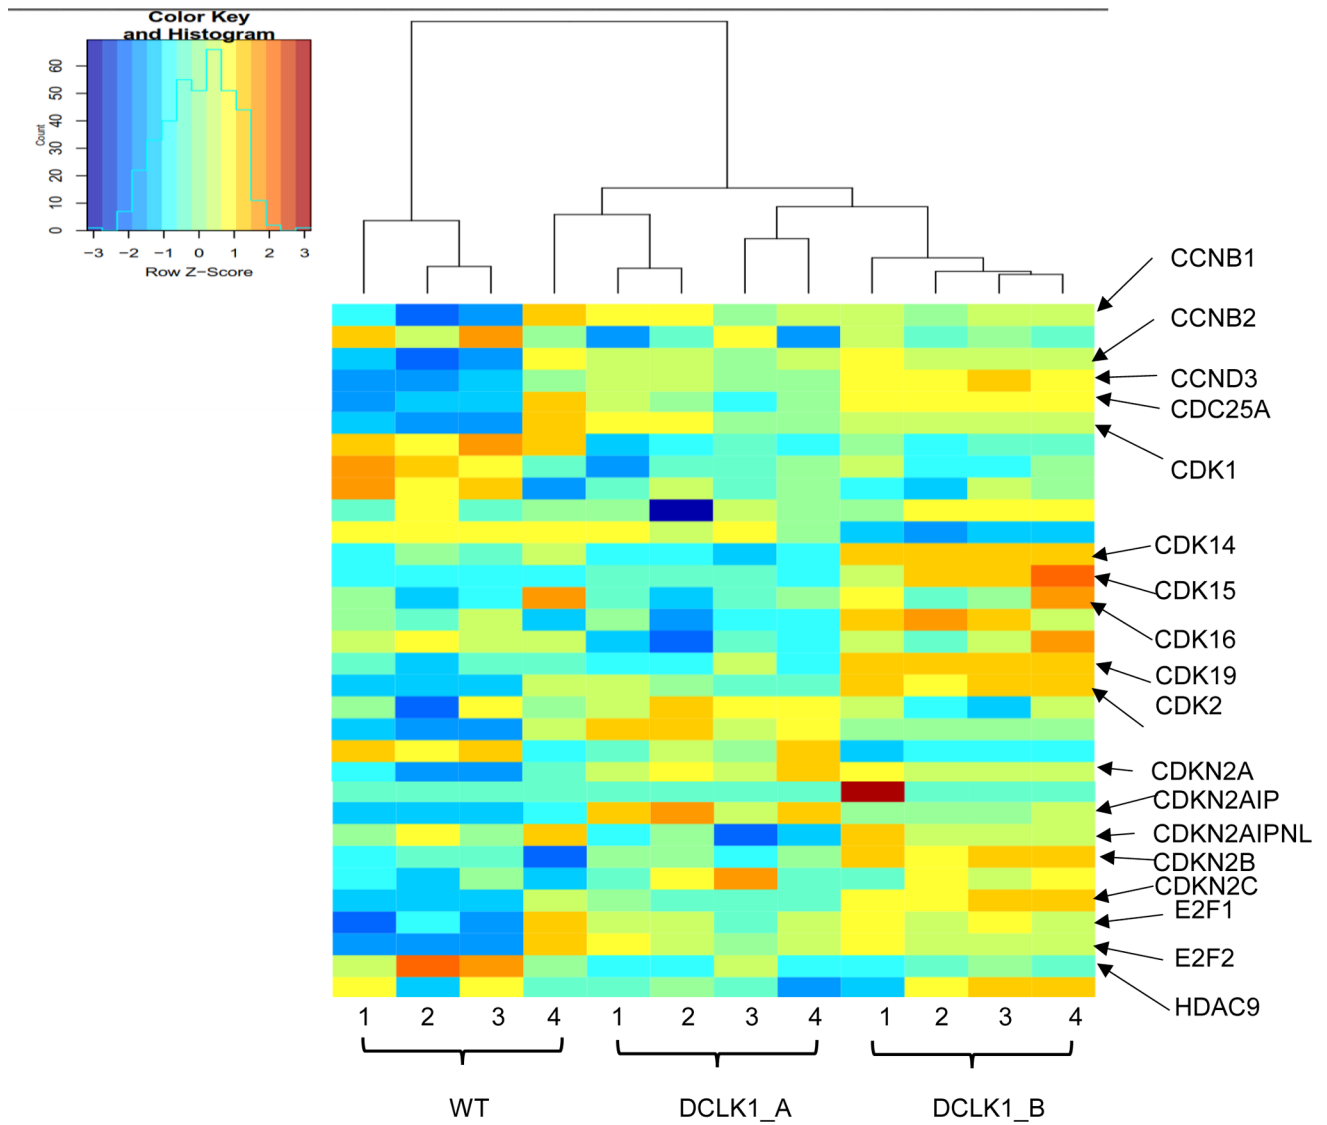 Color Key
and Histogram
Count
0 10 20 30 40 50 60
−3 −2 −1 0 1 2 3
Row Z−Score
CCNB1
CCNB2
CCND3
CDC25A
CDK1
CDK14
CDK15
CDK16
CDK19
CDK2
CDKN2A
CDKN2AIP
CDKN2AIPNL
CDKN2B
CDKN2C
E2F1
E2F2
HDAC9
1 2 3 4 1 2 3 4 1 2 3 4
WT DCLK1_A DCLK1_B